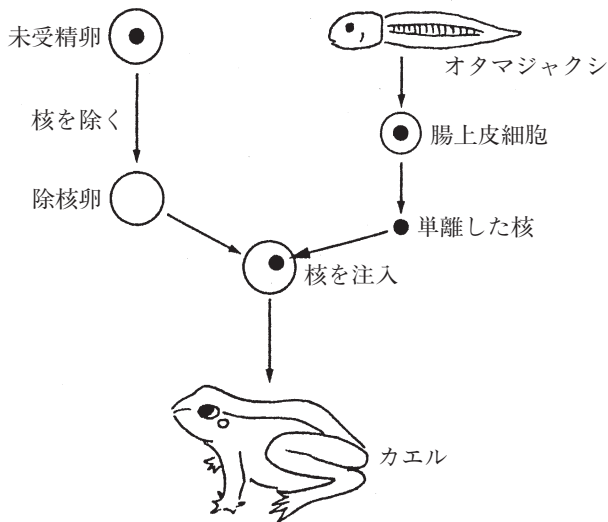 未受精卵
オタマジャクシ
核を除く
腸上皮細胞
除核卵
単離した核
核を注入
カエル